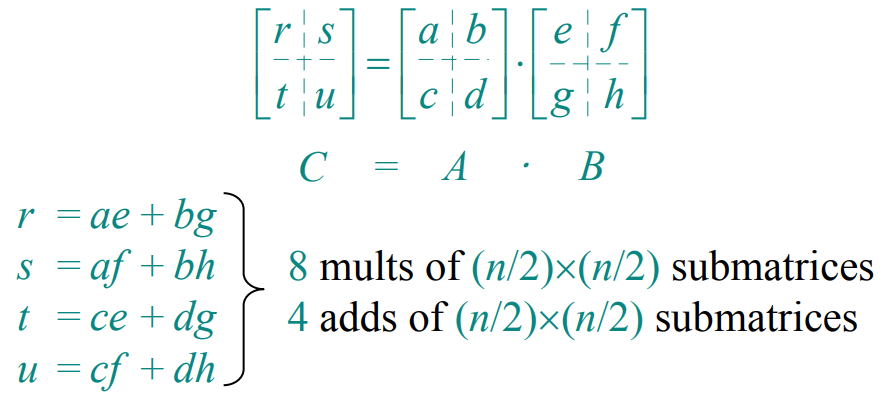 [r s] = [a b] · [e f]
[t u] [c d] [g h]
C = A · B
r = ae + bg
s = af + bh
t = ce + dg
u = cf + dh
8 mults of (n/2)×(n/2) submatrices
4 adds of (n/2)×(n/2) submatrices